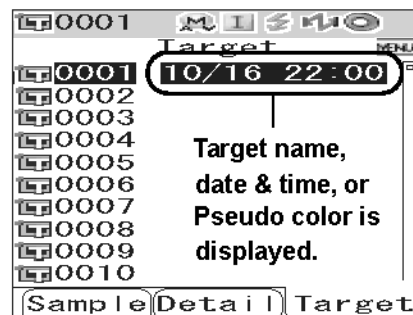 0001 M I
Target MENU
0001 10/16 22:00
0002
0003
0004
0005
0006
0007
0008
0009
0010
Target name,
date & time, or
Pseudo color is
displayed.
Sample Detail Target